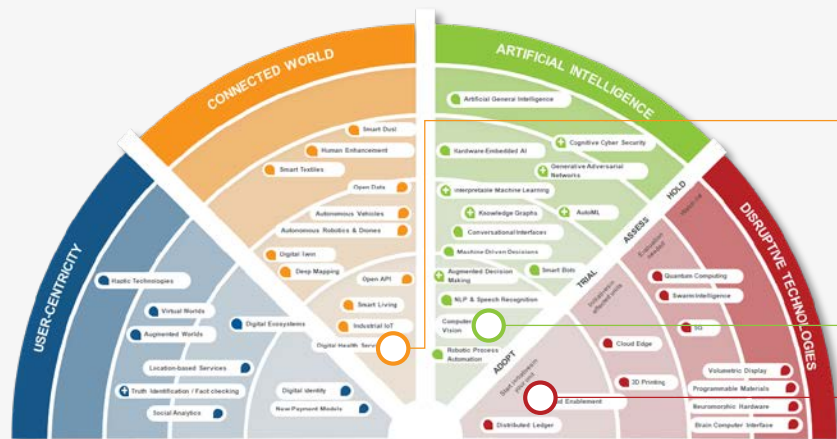 USER-CENTRICITY
Haptic Technologies
Virtual Worlds
Augmented Worlds
Location-based Services
Truth Identification / Fact checking
Social Analytics
Digital Ecosystems
Digital Identity
New Payment Models
CONNECTED WORLD
Smart Dust
Human Enhancement
Smart Textiles
Open Data
Autonomous Vehicles
Autonomous Robotics & Drones
Digital Twin
Deep Mapping
Open API
Smart Living
Industrial IoT
Digital Health
ARTIFICIAL INTELLIGENCE
Artificial General Intelligence
Cognitive Cyber Security
Hardware-Embedded AI
Generative Adversarial
Networks
Interpretable Machine Learning
Knowledge Graphs
AutoML
Conversational Interfaces
Machine Driven Decisions
Augmented Decision
Making
Smart Bots
NLP & Speech Recognition
Computer
Vision
Robotic Process
Automation
HOLD
ASSESS
Evaluation
needed
TRIAL
ADOPT
DISRUPTIVE TECHNOLOGIES
Quantum Computing
Swarm Intelligence
5G
Cloud Edge
Volumetric Display
3D Printing
Programmable Materials
Enablement
Neuromorphic Hardware
Distributed Ledger
Brain Computer Interface